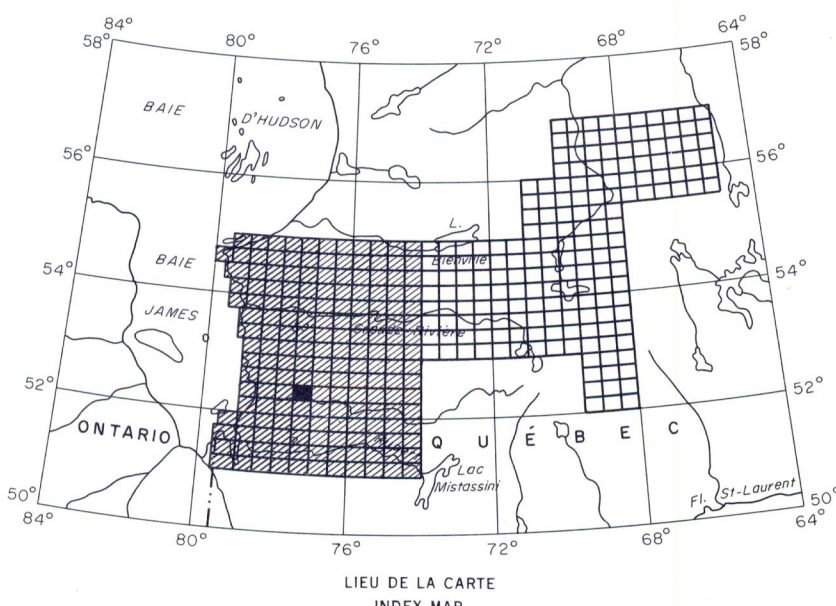 84°
58°
80°
76°
72°
68°
64°
58°
BAIE
D'HUDSON
56°
56°
L.
Bienville
BAIE
54°
54°
JAMES
Grande Rivière
52°
52°
ONTARIO
QUÉBEC
Lac
Mistassini
50°
84°
Fl. St-Laurent
50°
64°
80°
76°
72°
68°
LIEU DE LA CARTE
INDEX MAP